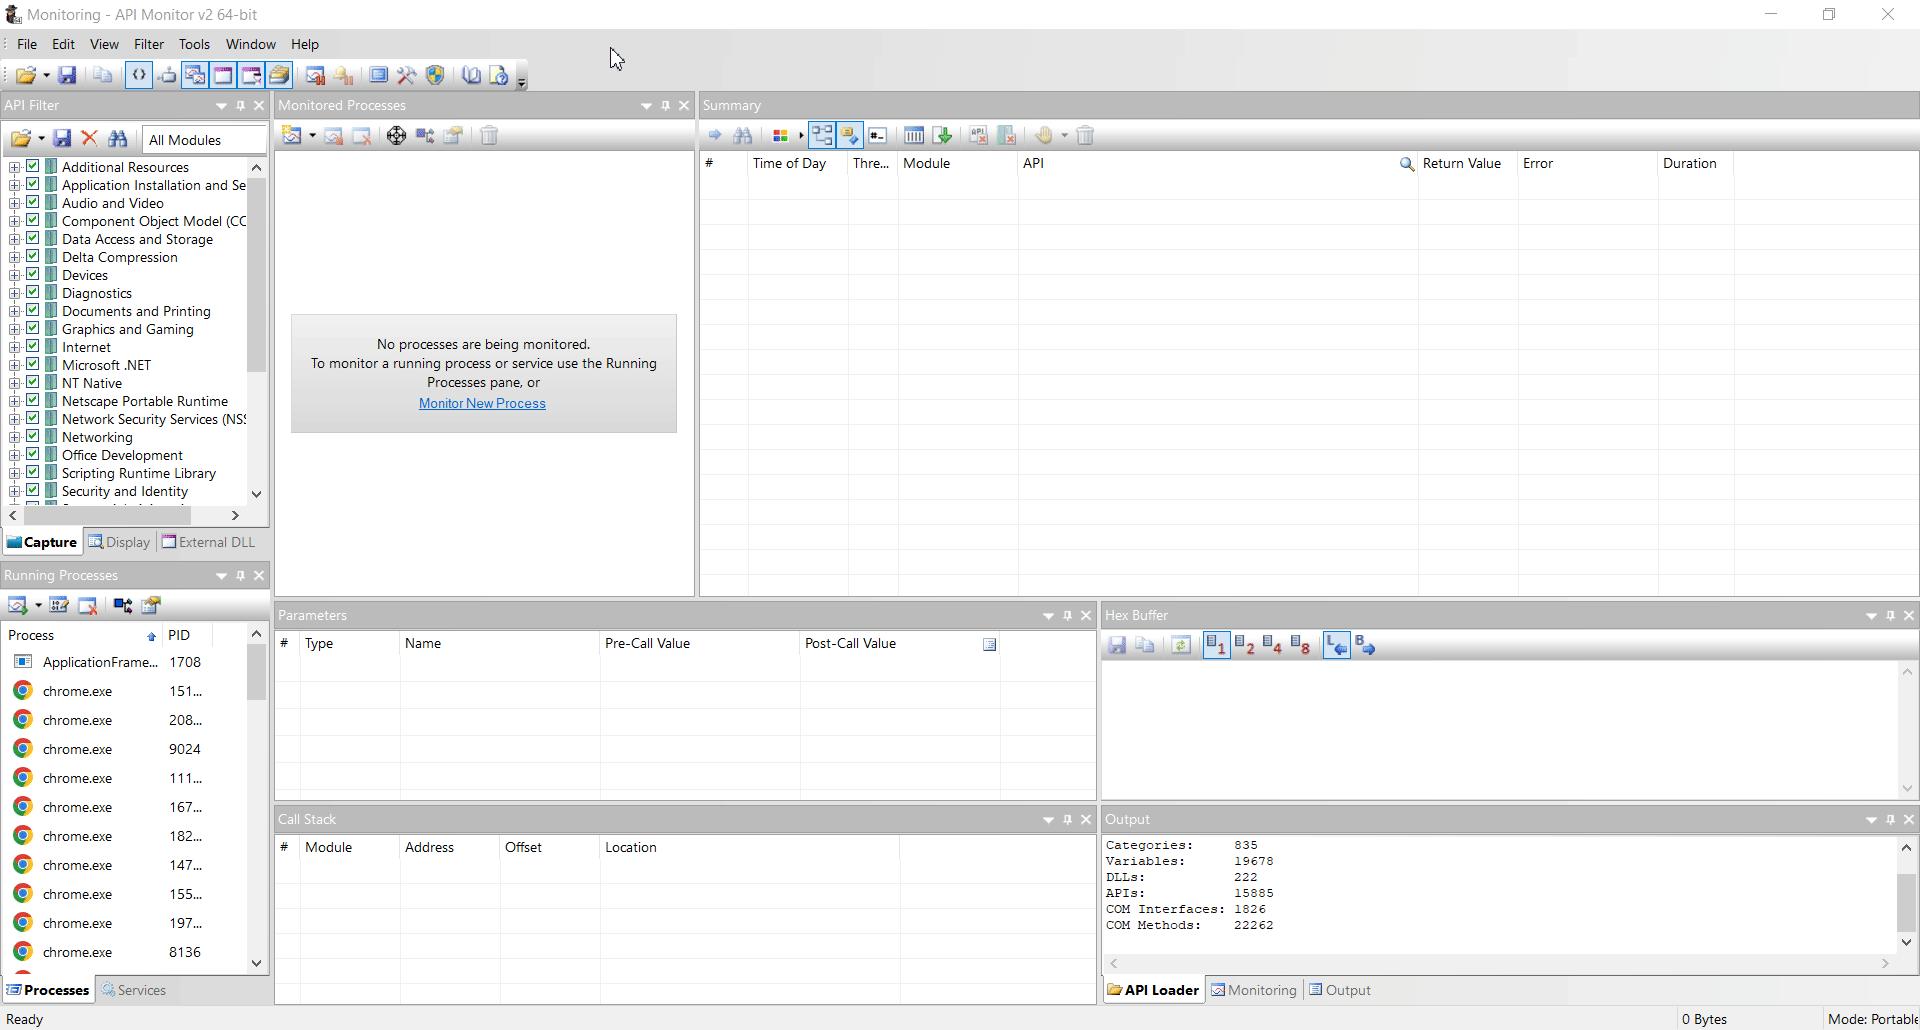 Monitoring - API Monitor v2 64-bit
File Edit View Filter Tools Window Help
API Filter
All Modules
Additional Resources
Application Installation and Se
Audio and Video
Component Object Model (CC
Data Access and Storage
Delta Compression
Devices
Diagnostics
Documents and Printing
Graphics and Gaming
Internet
Microsoft .NET
NT Native
Netscape Portable Runtime
Network Security Services (NSS
Networking
Office Development
Scripting Runtime Library
Security and Identity
Capture Display External DLL
Running Processes
Process PID
ApplicationFrame... 1708
chrome.exe 151...
chrome.exe 208...
chrome.exe 9024
chrome.exe 111...
chrome.exe 167...
chrome.exe 182...
chrome.exe 147...
chrome.exe 155...
chrome.exe 197...
chrome.exe 8136
Processes Services
Monitored Processes
No processes are being monitored.
To monitor a running process or service use the Running
Processes pane, or
Monitor New Process
Summary
# Time of Day Thre... Module API Return Value Error Duration
Parameters
# Type Name Pre-Call Value Post-Call Value
Hex Buffer
1 2 4 8 L B
Call Stack
# Module Address Offset Location
Output
Categories: 835
Variables: 19678
DLLs: 222
APIs: 15885
COM Interfaces: 1826
COM Methods: 22262
API Loader Monitoring Output
Ready 0 Bytes Mode: Portable